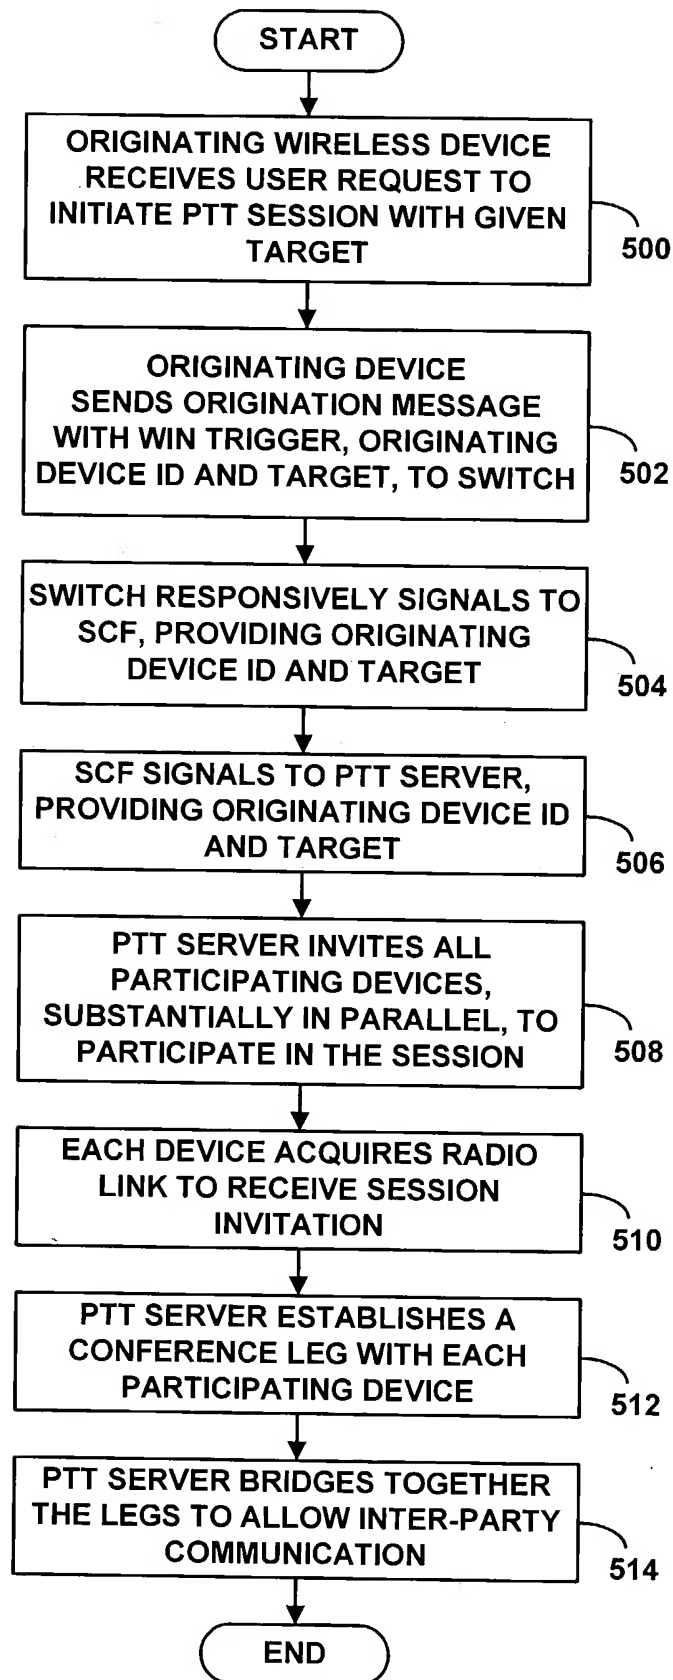 START
ORIGINATING WIRELESS DEVICE
RECEIVES USER REQUEST TO
INITIATE PTT SESSION WITH GIVEN
TARGET
500
ORIGINATING DEVICE
SENDS ORIGINATION MESSAGE
WITH WIN TRIGGER, ORIGINATING
DEVICE ID AND TARGET, TO SWITCH
502
SWITCH RESPONSIVELY SIGNALS TO
SCF, PROVIDING ORIGINATING
DEVICE ID AND TARGET
504
SCF SIGNALS TO PTT SERVER,
PROVIDING ORIGINATING DEVICE ID
AND TARGET
506
PTT SERVER INVITES ALL
PARTICIPATING DEVICES,
SUBSTANTIALLY IN PARALLEL, TO
PARTICIPATE IN THE SESSION
508
EACH DEVICE ACQUIRES RADIO
LINK TO RECEIVE SESSION
INVITATION
510
PTT SERVER ESTABLISHES A
CONFERENCE LEG WITH EACH
PARTICIPATING DEVICE
512
PTT SERVER BRIDGES TOGETHER
THE LEGS TO ALLOW INTER-PARTY
COMMUNICATION
514
END